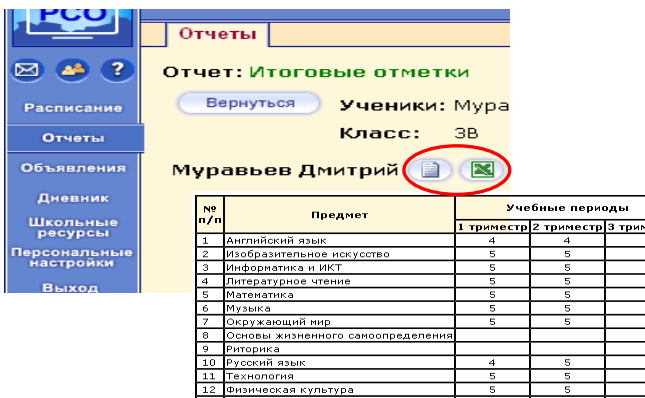 РСО
Отчеты
?
Отчет: Итоговые отметки
Вернуться Ученики: Мура
Класс: 3В
Муравьев Дмитрий
Расписание
Отчеты
Объявления
Дневник
Школьные
ресурсы
Персональные
настройки
Выход
№ п/п Предмет Учебные периоды
1 триместр 2 триместр 3 трим
1 Английский язык 4 4
2 Изобразительное искусство 5 5
3 Информатика и ИКТ 5 5
4 Литературное чтение 5 5
5 Математика 5 5
6 Музыка 5 5
7 Окружающий мир 5 5
8 Основы жизненного самоопределения
9 Риторика
10 Русский язык 4 5
11 Технология 5 5
12 Физическая культура 5 5